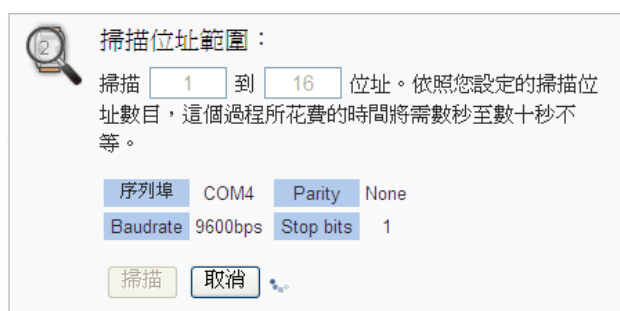 2
掃描位址範圍：
掃描 1 到 16 位址。依照您設定的掃描位
址數目，這個過程所花費的時間將需數秒至數十秒不
等。
序列埠 COM4 Parity None
Baudrate 9600bps Stop bits 1
掃描 取消